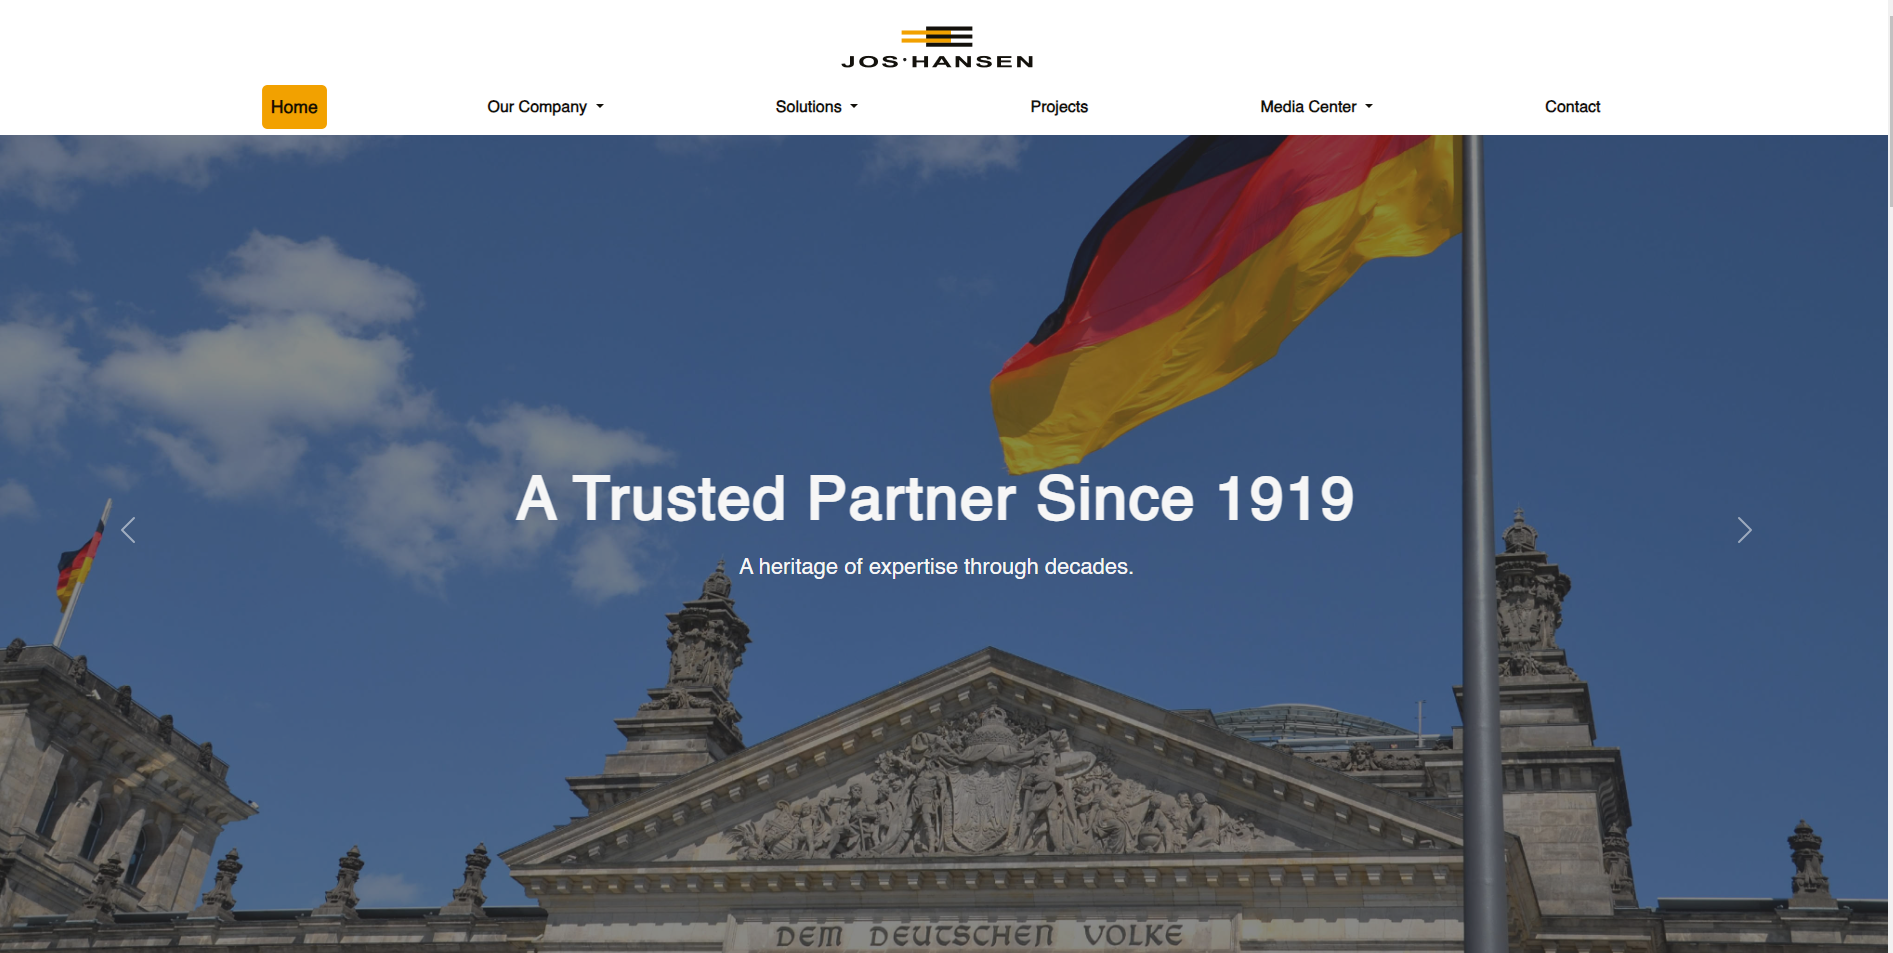 JOS·HANSEN
Home Our Company Solutions Projects Media Center Contact
A Trusted Partner Since 1919
A heritage of expertise through decades.
DEM DEUTSCHEN VOLKE